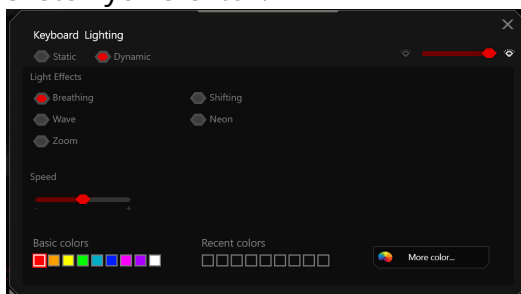 Keyboard Lighting
Static Dynamic
Light Effects
Breathing Shifting
Wave Neon
Zoom
Speed
- +
Basic colors Recent colors
More color...